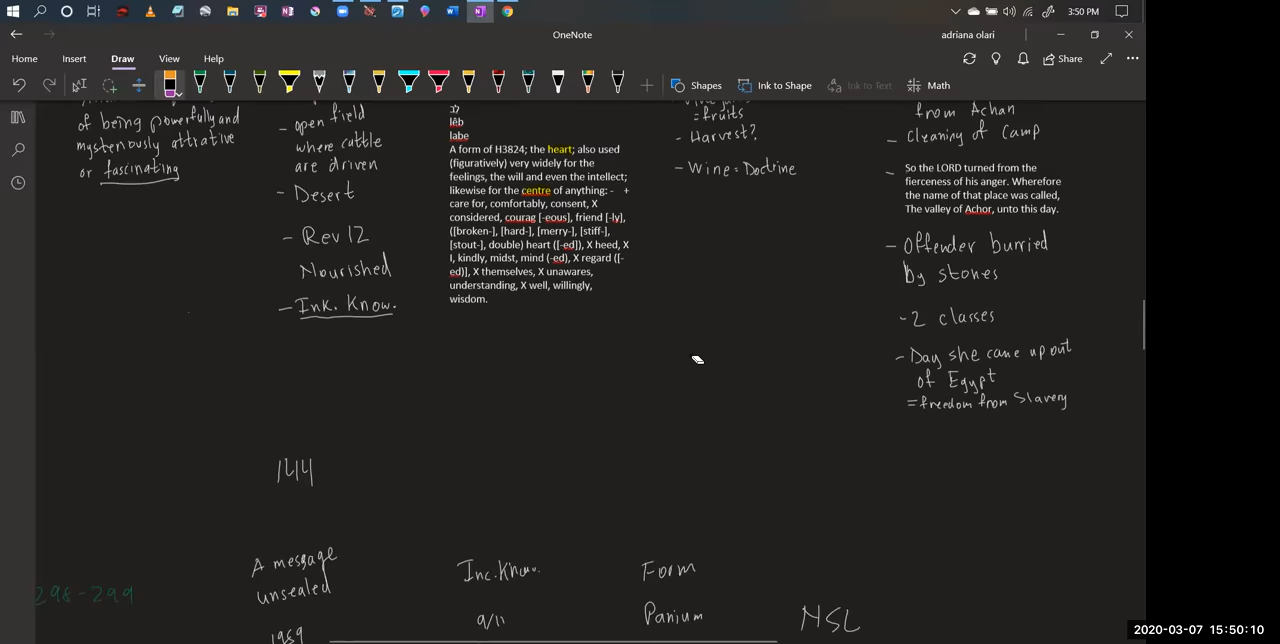 3:50 PM
OneNote
adriana olari
Home
Insert
Draw
View
Help
Share
Shapes
Ink to Shape
Ink to Text
Math
of being powerfully and
mysteriously attrative
or fascinating
- open field
where cattle
are driven
- Desert
- Rev 12
Nourished
- Ink. Know.
lêb
labe
A form of H3824; the heart; also used
(figuratively) very widely for the
feelings, the will and even the intellect;
likewise for the centre of anything: - +
care for, comfortably, consent, X
considered, courag [-eous], friend [-ly],
([broken-], [hard-], [merry-], [stiff-],
[stout-], double) heart ([-ed]), X heed, X
I, kindly, midst, mind (-ed), X regard ([-
ed)], X themselves, X unawares,
understanding, X well, willingly,
wisdom.
=fruits
- Harvest?
- Wine = Doctrine
from Achan
- Cleaning of Camp
- So the LORD turned from the
fierceness of his anger. Wherefore
the name of that place was called,
The valley of Achor, unto this day.
- Offender burried
by stones
- 2 classes
- Day she came up out
of Egypt
= freedom from Slavery
144
A message
unsealed
1989
Inc. Know.
9/11
Form
Panium
NSL
298-299
2020-03-07 15:50:10